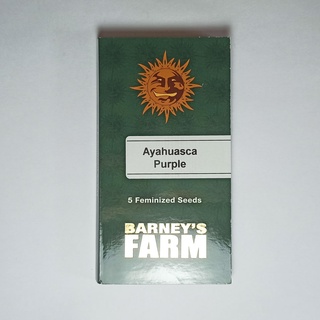 Ayahuasca
Purple
5 Feminized Seeds
BARNEY'S
FARM